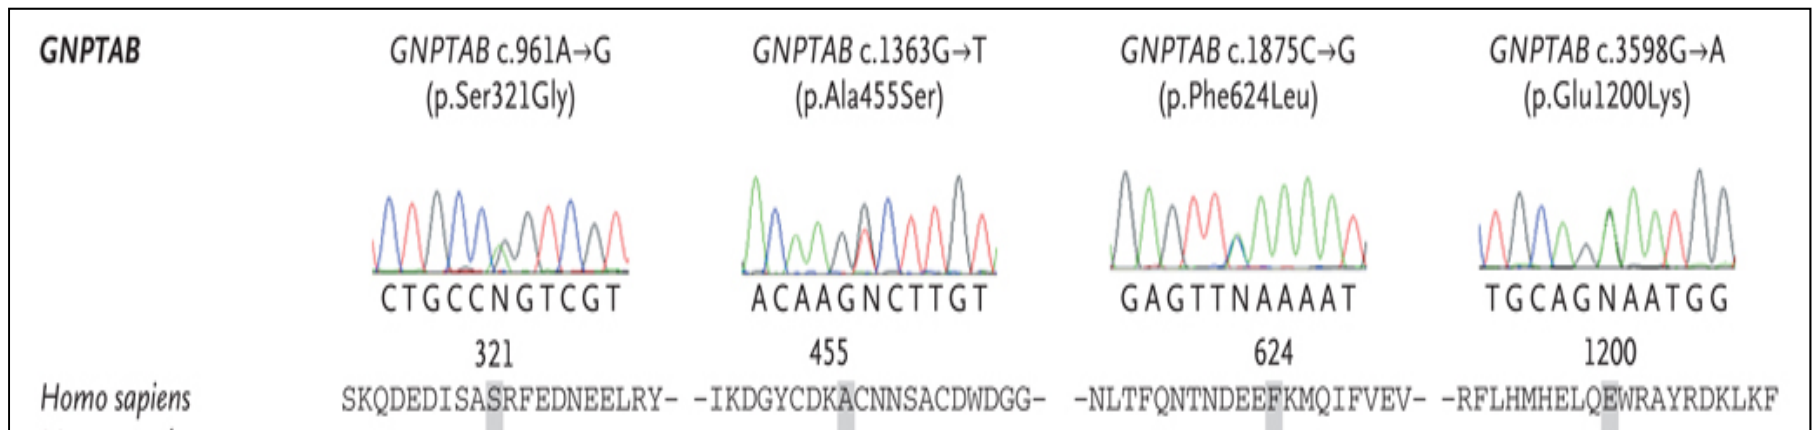 GNPTAB
GNPTAB c.961A→G
(p.Ser321Gly)
GNPTAB c.1363G→T
(p.Ala455Ser)
GNPTAB c.1875C→G
(p.Phe624Leu)
GNPTAB c.3598G→A
(p.Glu1200Lys)
CTGCCNGTCGT
ACAAGNCTTGT
GAGTTNAAAAT
TGCAGNAATGG
321
455
624
1200
Homo sapiens
SKQDEDISASRFEDNEELRY- -IKDGYCDKACNNSACDWDGG- -NLTFQNTNDEEFKMQIFVEV- -RFLHMHELQEWRAYRDKLKF